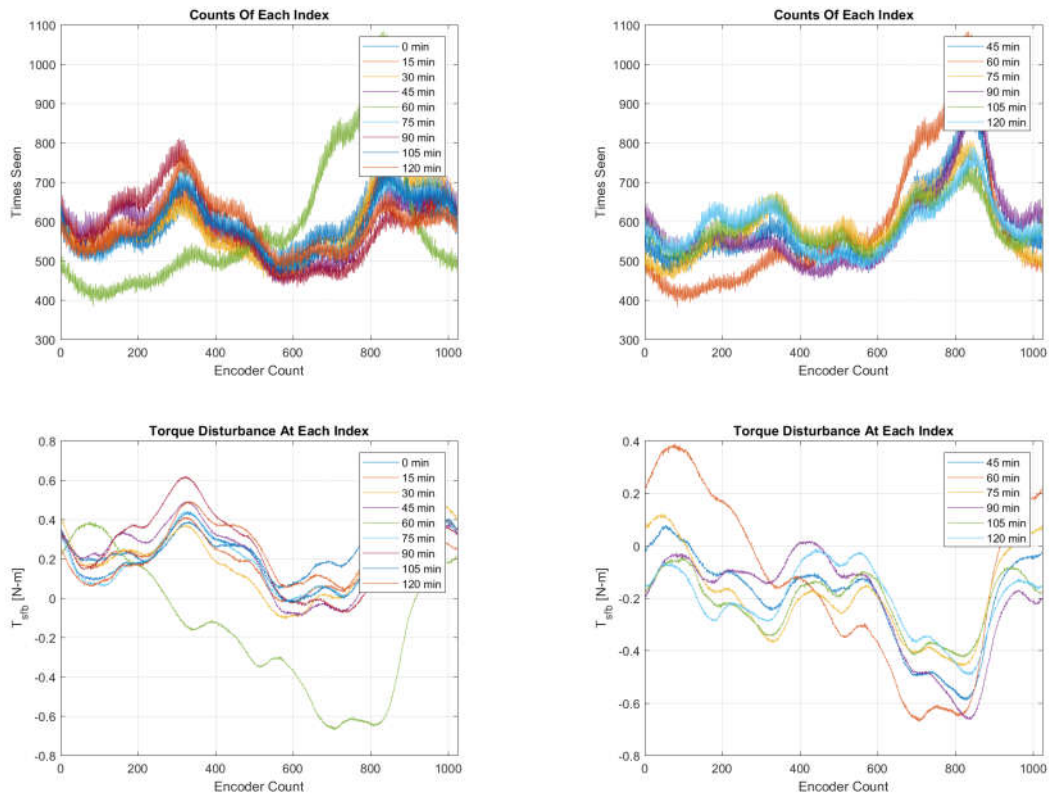 Counts Of Each Index
1100
1000
900
800
700
600
500
400
300
Times Seen
0 min
15 min
30 min
45 min
60 min
75 min
90 min
105 min
120 min
0 200 400 600 800 1000
Encoder Count
Counts Of Each Index
1100
1000
900
800
700
600
500
400
300
Times Seen
45 min
60 min
75 min
90 min
105 min
120 min
0 200 400 600 800 1000
Encoder Count
Torque Disturbance At Each Index
0.8
0.6
0.4
0.2
0
-0.2
-0.4
-0.6
-0.8
T_sfb [N-m]
0 min
15 min
30 min
45 min
60 min
75 min
90 min
105 min
120 min
0 200 400 600 800 1000
Encoder Count
Torque Disturbance At Each Index
0.4
0.2
0
-0.2
-0.4
-0.6
-0.8
T_sfb [N-m]
45 min
60 min
75 min
90 min
105 min
120 min
0 200 400 600 800 1000
Encoder Count